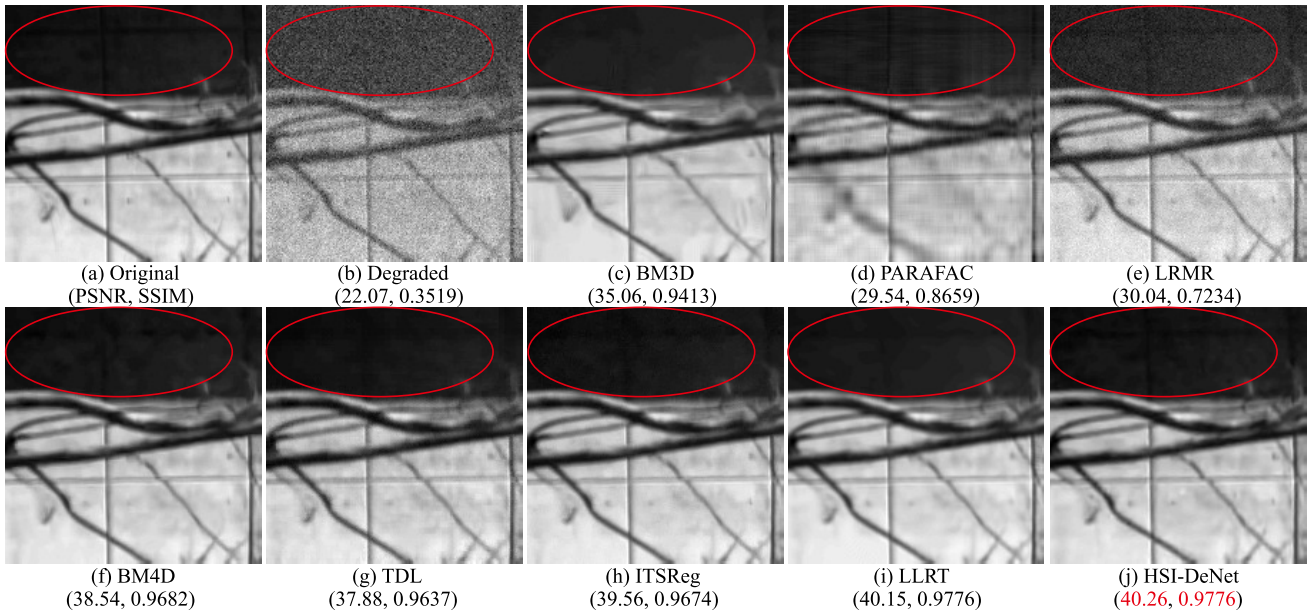 (a) Original
(PSNR, SSIM)
(b) Degraded
(22.07, 0.3519)
(c) BM3D
(35.06, 0.9413)
(d) PARAFAC
(29.54, 0.8659)
(e) LRMR
(30.04, 0.7234)
(f) BM4D
(38.54, 0.9682)
(g) TDL
(37.88, 0.9637)
(h) ITSReg
(39.56, 0.9674)
(i) LLRT
(40.15, 0.9776)
(j) HSI-DeNet
(40.26, 0.9776)